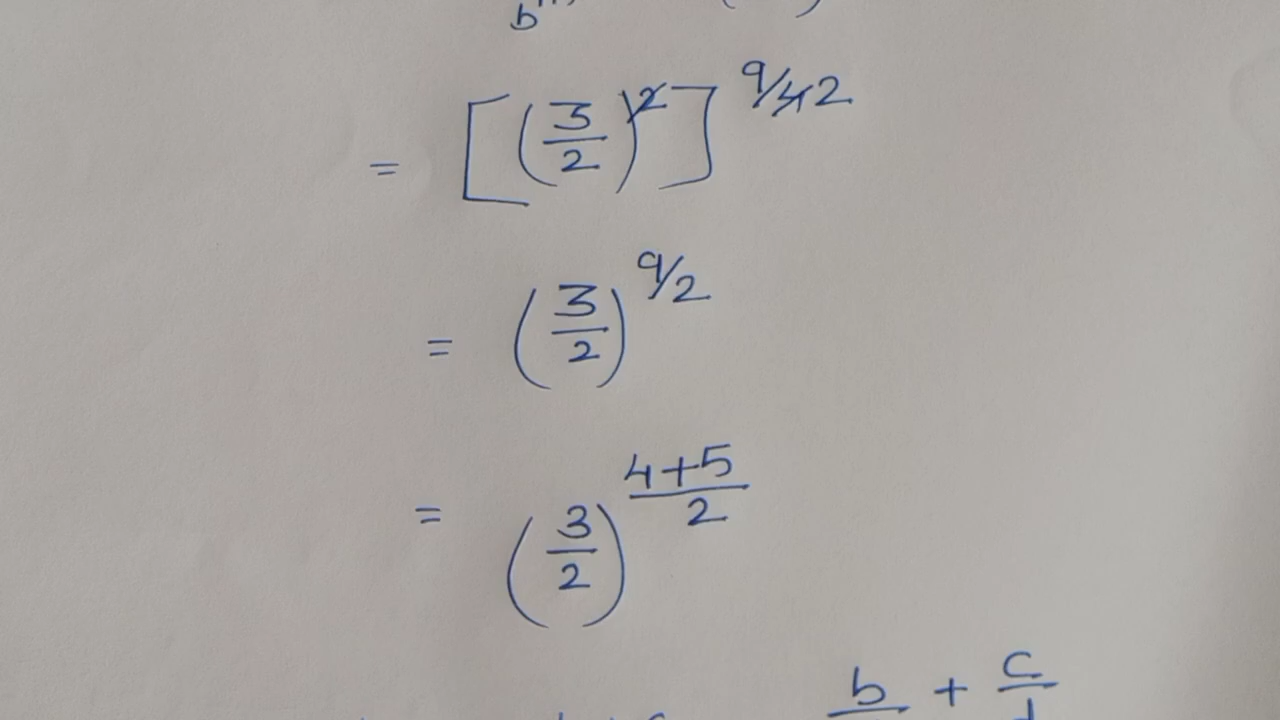 b^m
= [(3/2)^2]^9/4 2
= (3/2)^9/2
= (3/2)^(4+5)/2
b + c